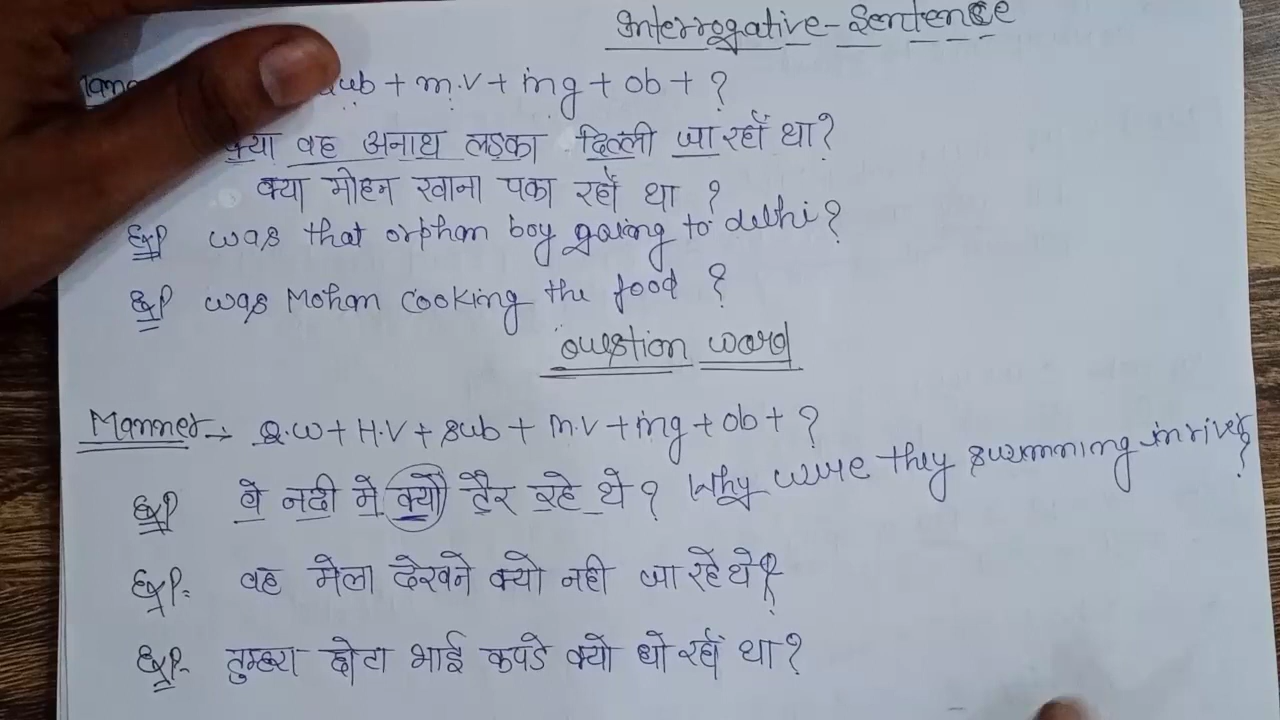 Interrogative-Sentence
sub + m.v + ing + ob + ?
क्या वह अनाथ लड़का दिल्ली जा रहाँ था?
क्या मोहन खाना पका रहाँ था ?
Exp was that orphan boy going to delhi?
Exp was Mohan cooking the food ?
Question word
Manner → Q.w + H.V + sub + m.v + ing + ob + ?
Exp वे नदी मे क्यों टैर रहे थे? Why were they swimming in river?
Exp:- वह मेला देखने क्यो नही जा रहे थे?
Exp- तुम्हरा छोटा भाई कपडे क्यो धो रहाँ था?